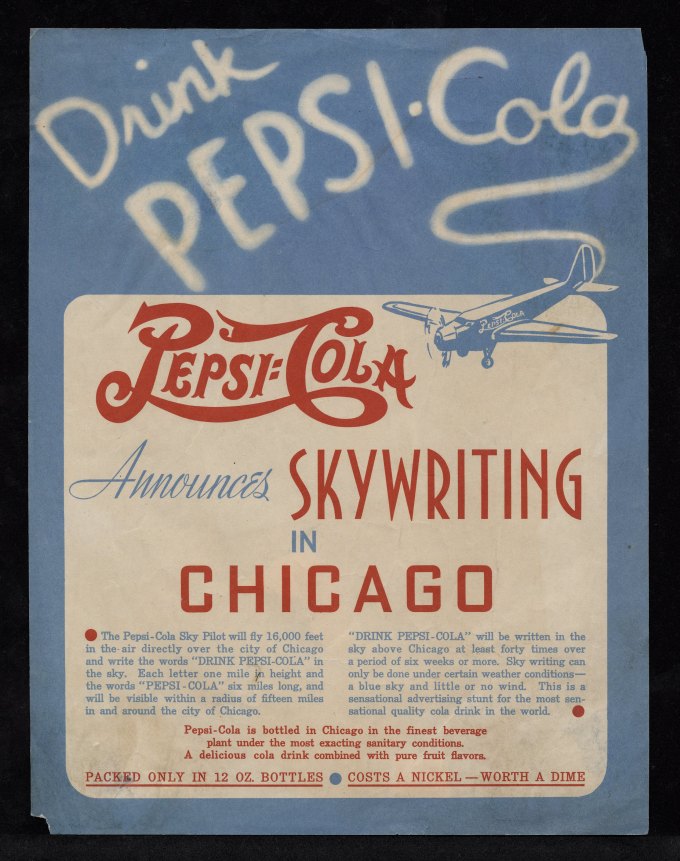 Drink
PEPSI-Cola
PEPSI-COLA
PEPSI=COLA
Announces SKYWRITING
IN
CHICAGO
● The Pepsi-Cola Sky Pilot will fly 16,000 feet
in the air directly over the city of Chicago
and write the words "DRINK PEPSI-COLA" in
the sky. Each letter one mile in height and
the words "PEPSI-COLA" six miles long, and
will be visible within a radius of fifteen miles
in and around the city of Chicago.
"DRINK PEPSI-COLA" will be written in the
sky above Chicago at least forty times over
a period of six weeks or more. Sky writing can
only be done under certain weather conditions—
a blue sky and little or no wind. This is a
sensational advertising stunt for the most sen-
sational quality cola drink in the world. ●
Pepsi-Cola is bottled in Chicago in the finest beverage
plant under the most exacting sanitary conditions.
A delicious cola drink combined with pure fruit flavors.
PACKED ONLY IN 12 OZ. BOTTLES ● COSTS A NICKEL—WORTH A DIME